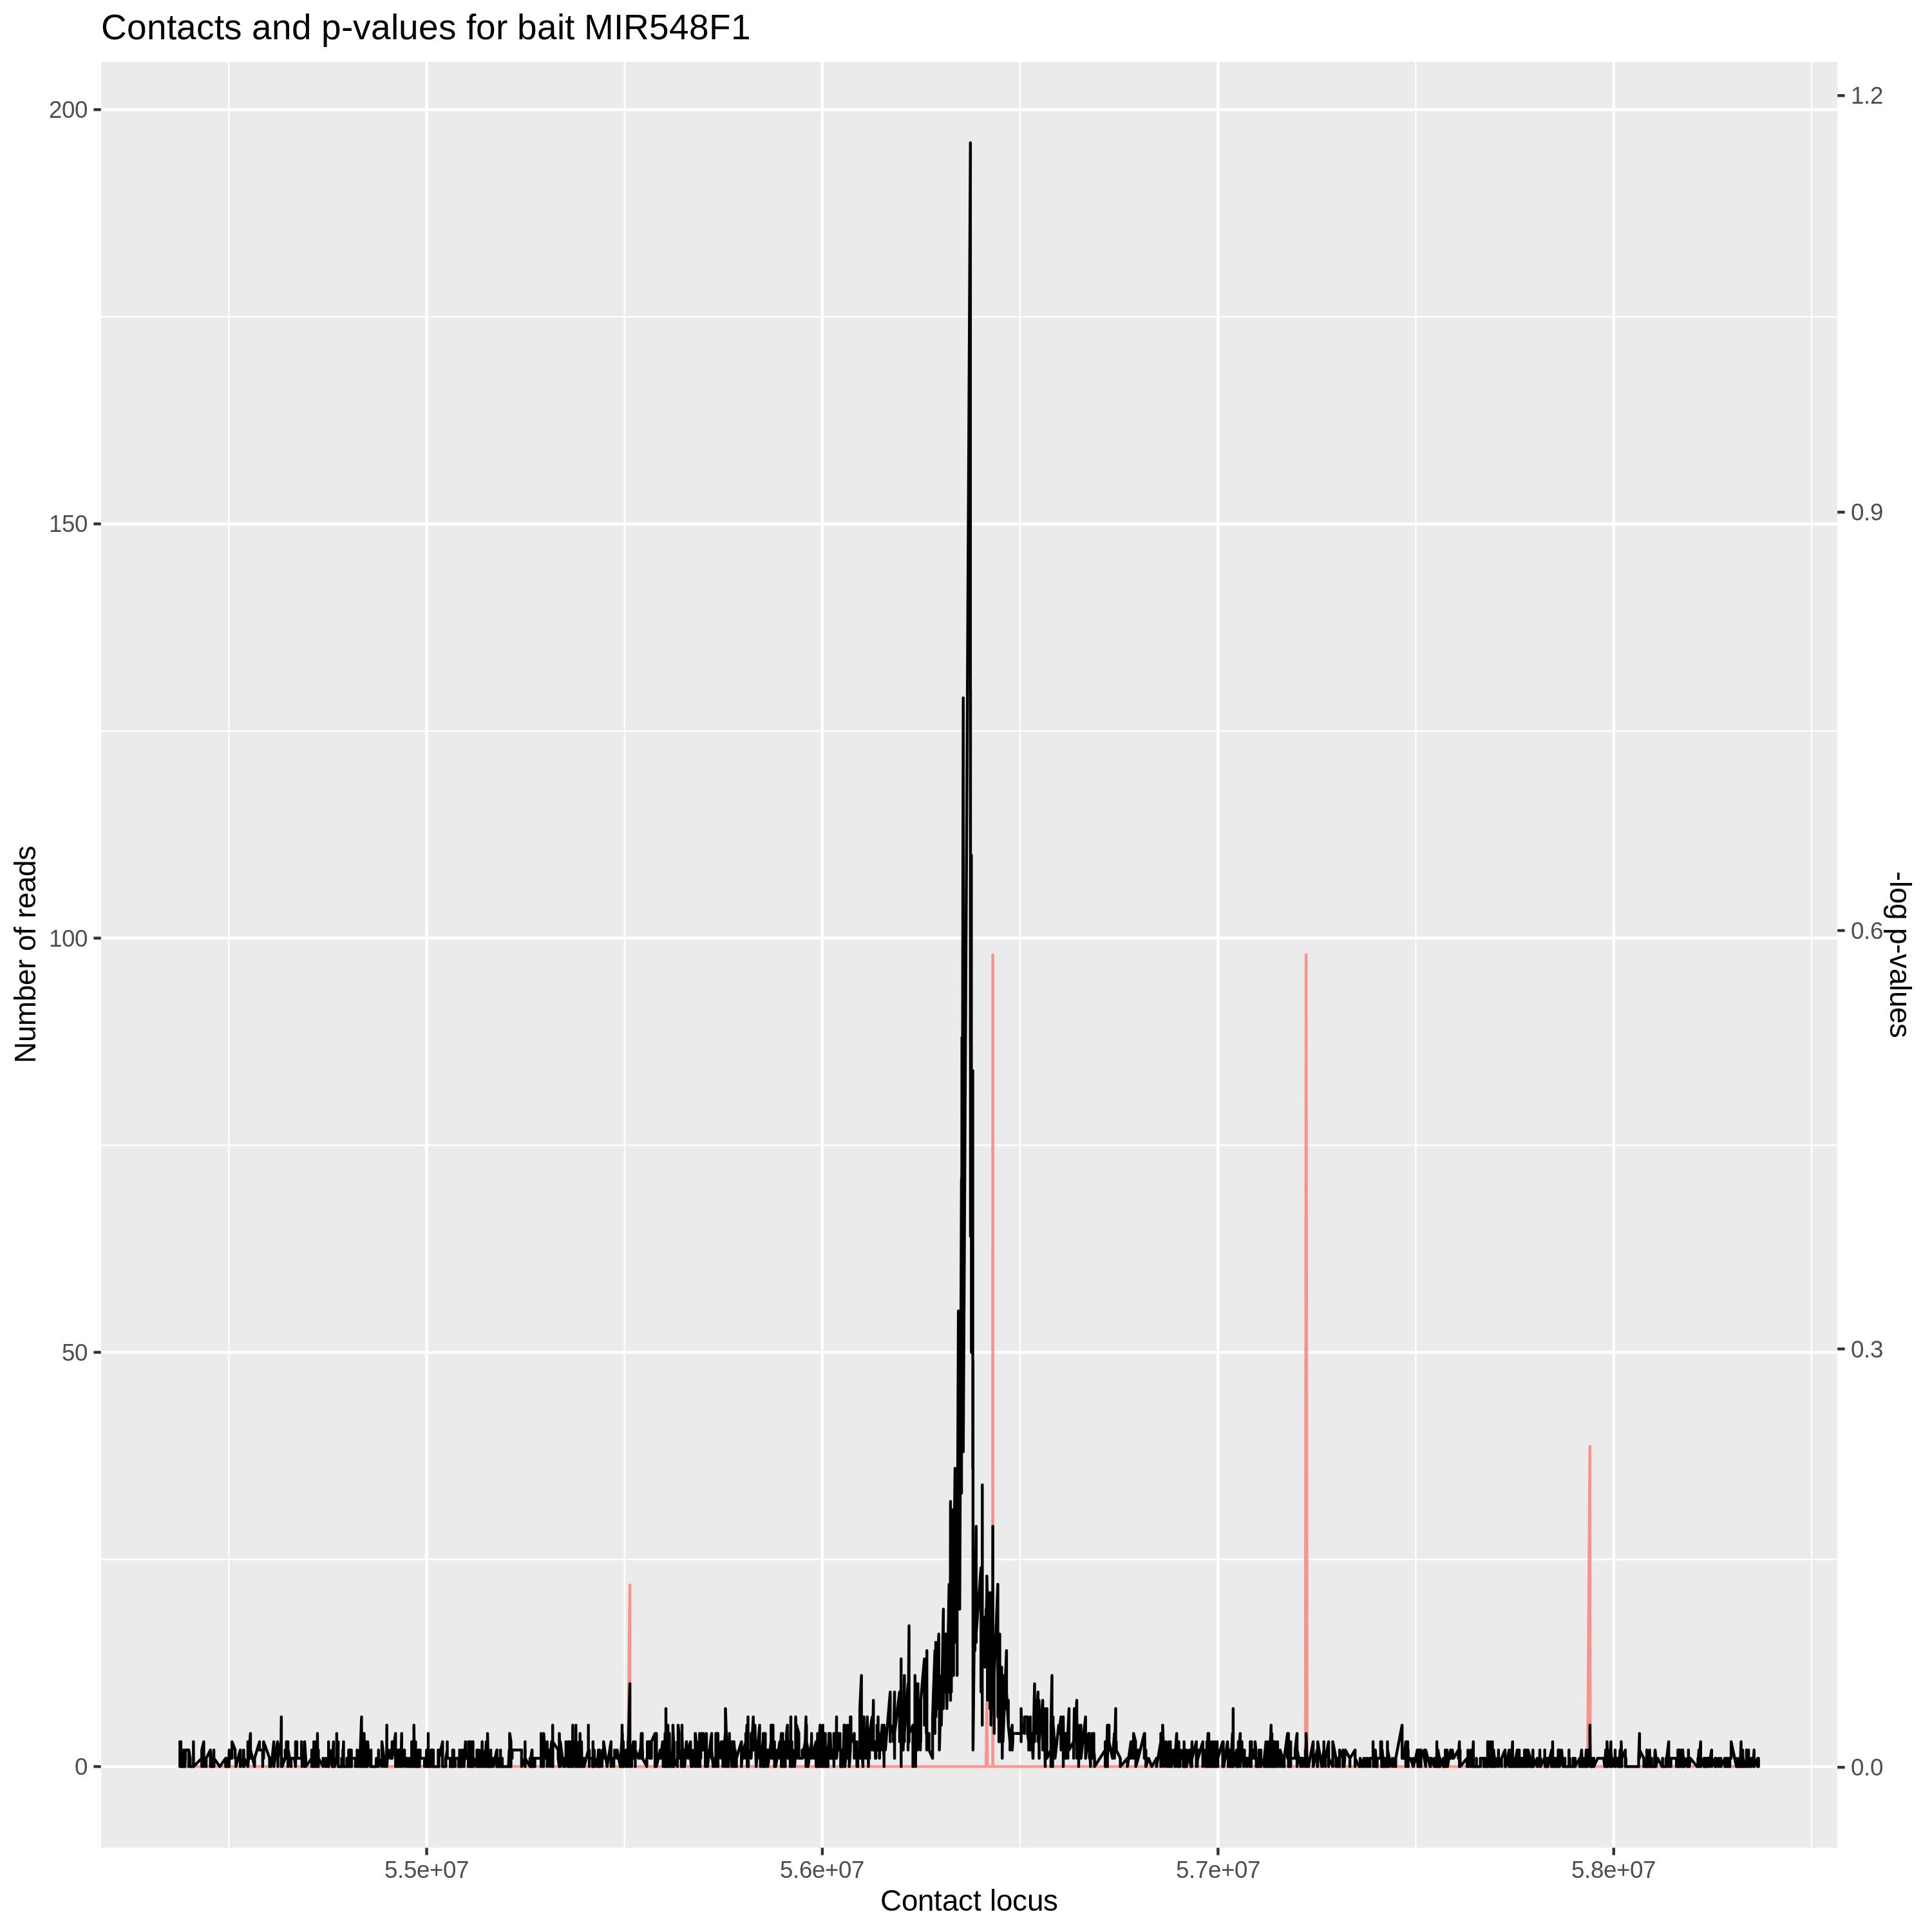 Contacts and p-values for bait MIR548F1
200
150
100
50
0
1.2
0.9
0.6
0.3
0.0
Number of reads
-log p-values
5.5e+07
5.6e+07
5.7e+07
5.8e+07
Contact locus